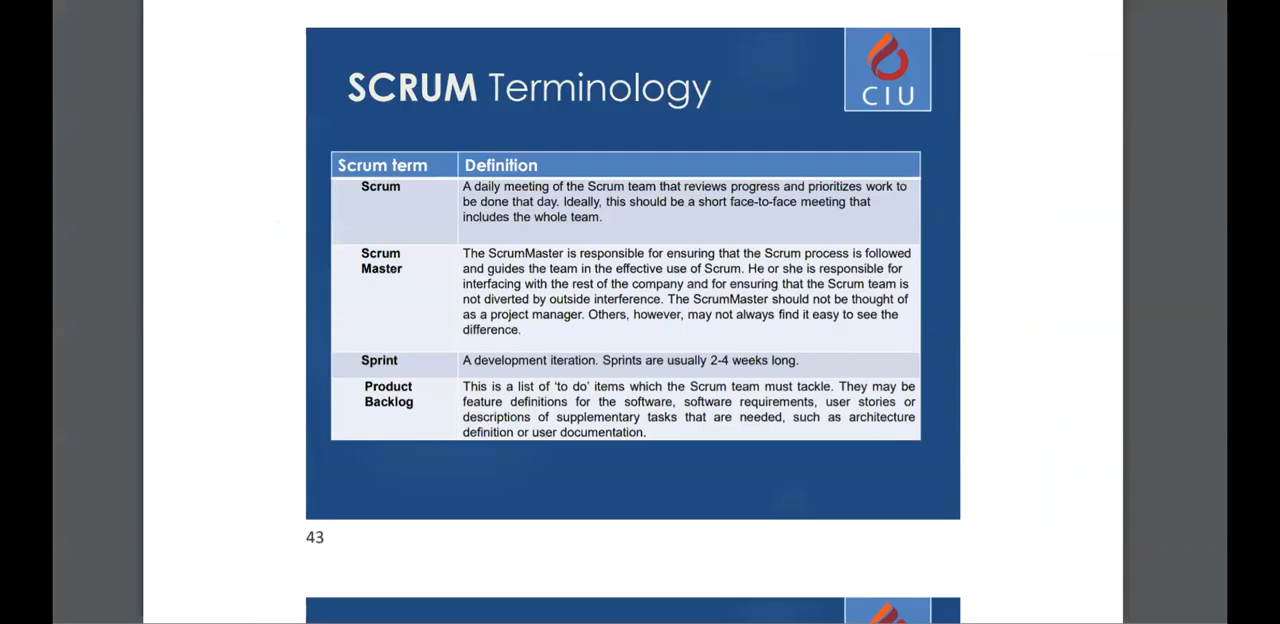 SCRUM Terminology
CIU
Scrum term Definition
Scrum A daily meeting of the Scrum team that reviews progress and prioritizes work to
be done that day. Ideally, this should be a short face-to-face meeting that
includes the whole team.
Scrum The ScrumMaster is responsible for ensuring that the Scrum process is followed
Master and guides the team in the effective use of Scrum. He or she is responsible for
interfacing with the rest of the company and for ensuring that the Scrum team is
not diverted by outside interference. The ScrumMaster should not be thought of
as a project manager. Others, however, may not always find it easy to see the
difference.
Sprint A development iteration. Sprints are usually 2-4 weeks long.
Product This is a list of ‘to do’ items which the Scrum team must tackle. They may be
Backlog feature definitions for the software, software requirements, user stories or
descriptions of supplementary tasks that are needed, such as architecture
definition or user documentation.
43